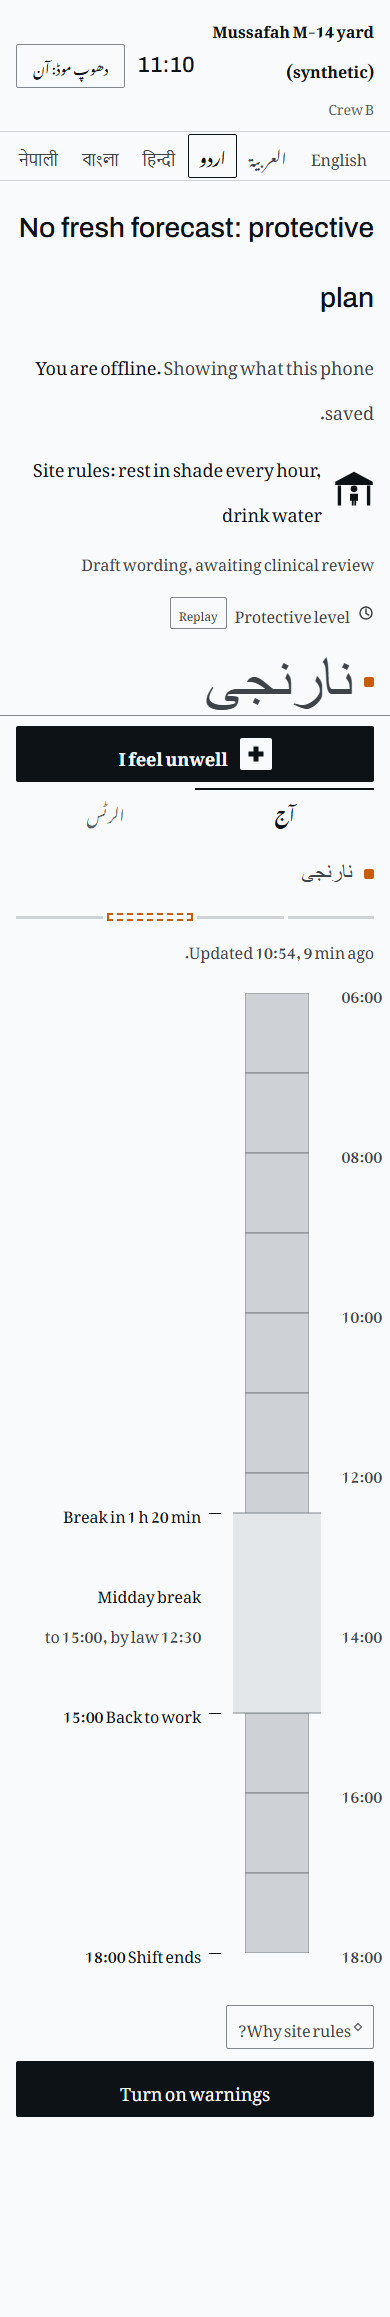 Mussafah M-14 yard
(synthetic)
Crew B
11:10
دھوپ موڈ: آن
English
العربية
اردو
हिन्दी
বাংলা
नेपाली
No fresh forecast: protective
plan
You are offline. Showing what this phone
saved.
Site rules: rest in shade every hour,
drink water
Draft wording, awaiting clinical review
Protective level
Replay
نارنجی
I feel unwell
آج
الرٹس
نارنجی
Updated 10:54, 9 min ago.
06:00
08:00
10:00
12:00
Break in 1 h 20 min
Midday break
to 15:00, by law 12:30
14:00
15:00 Back to work
16:00
18:00 Shift ends
18:00
Why site rules?
Turn on warnings